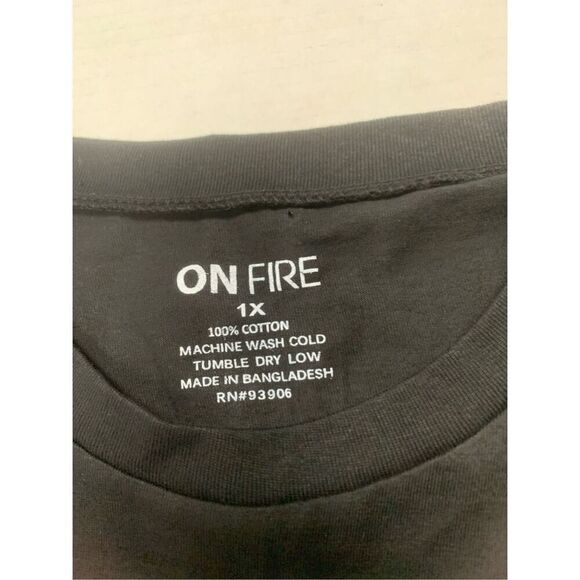 ON FIRE
1X
100% COTTON
MACHINE WASH COLD
TUMBLE DRY LOW
MADE IN BANGLADESH
RN#93906